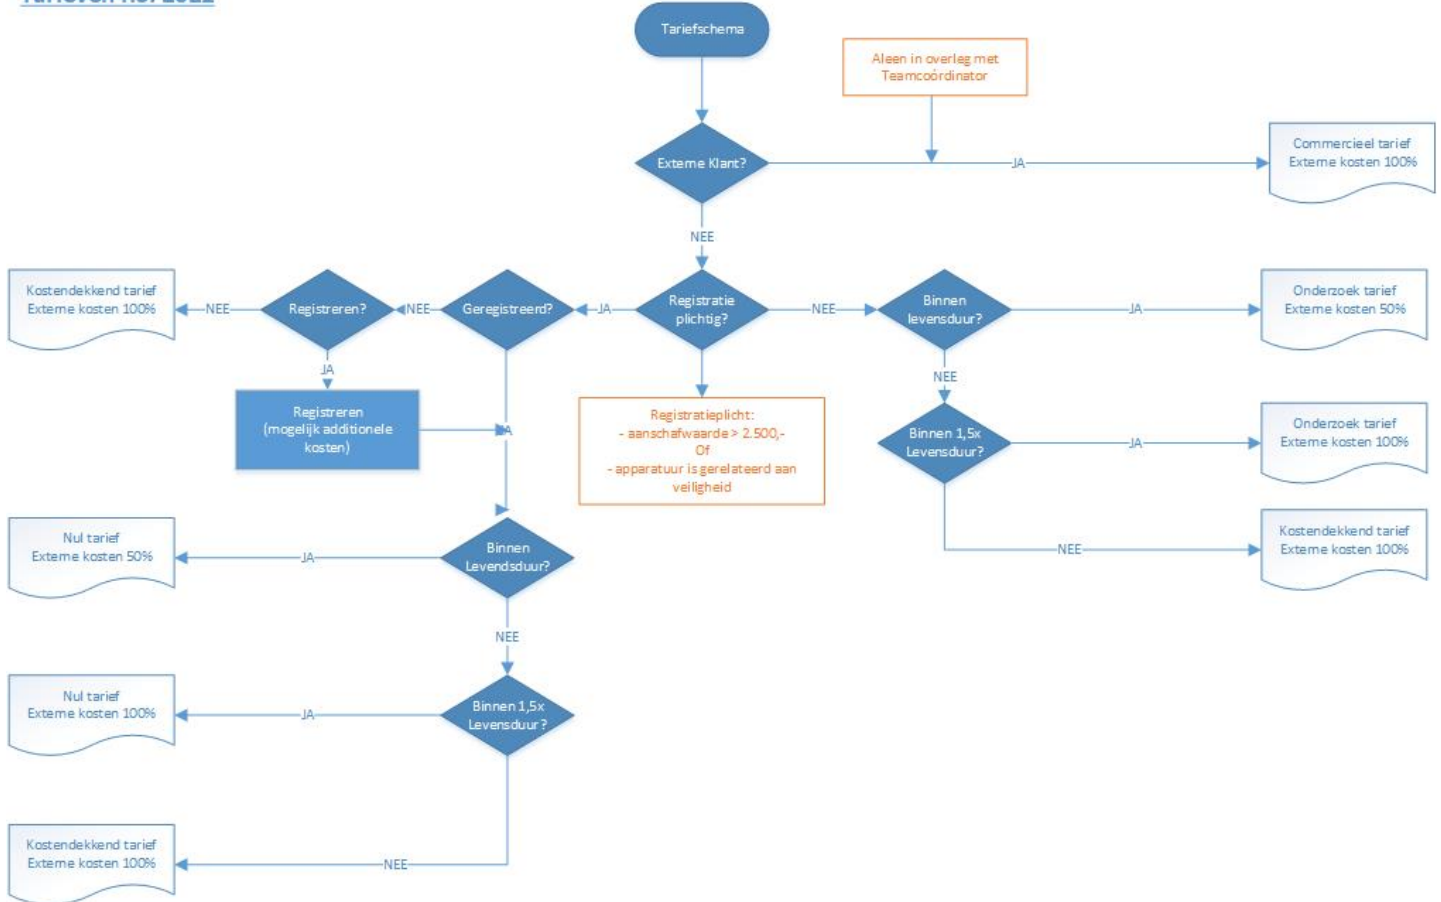 Tariefschema
Aleen in overleg met
Teamcoördinator
Externe Klant?
JA
Commercieel tarief
Externe kosten 100%
NEE
Kostendekkend tarief
Externe kosten 100%
NEE
Registreren?
NEE
Geregistreerd?
JA
Registratie
plichtig?
NEE
Binnen
levensduur?
JA
Onderzoek tarief
Externe kosten 50%
JA
NEE
Registreren
(mogelijk additionele
kosten)
JA
Registratieplicht:
- aanschafwaarde > 2.500,-
Of
- apparatuur is gerelateerd aan
veiligheid
Binnen 1,5x
Levensduur?
JA
Onderzoek tarief
Externe kosten 100%
NEE
Kostendekkend tarief
Externe kosten 100%
Nul tarief
Externe kosten 50%
JA
Binnen
Levendsduur?
NEE
Nul tarief
Externe kosten 100%
JA
Binnen 1,5x
Levensduur?
Kostendekkend tarief
Externe kosten 100%
NEE